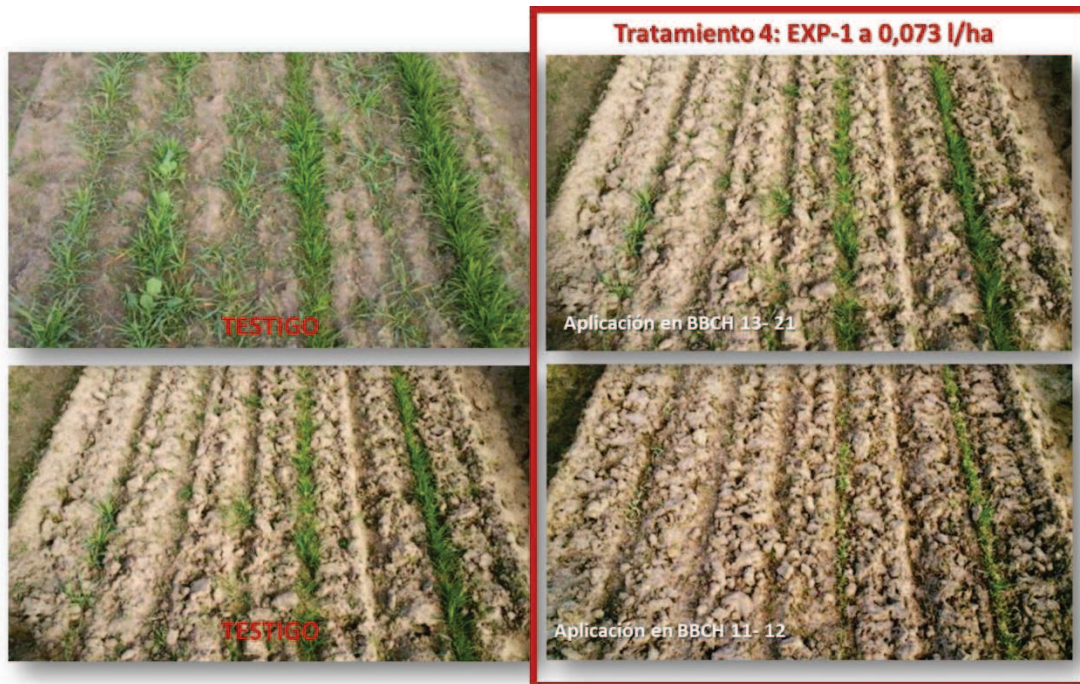 Tratamiento 4: EXP-1 a 0,073 l/ha
TESTIGO
Aplicación en BBCH 13- 21
TESTIGO
Aplicación en BBCH 11- 12